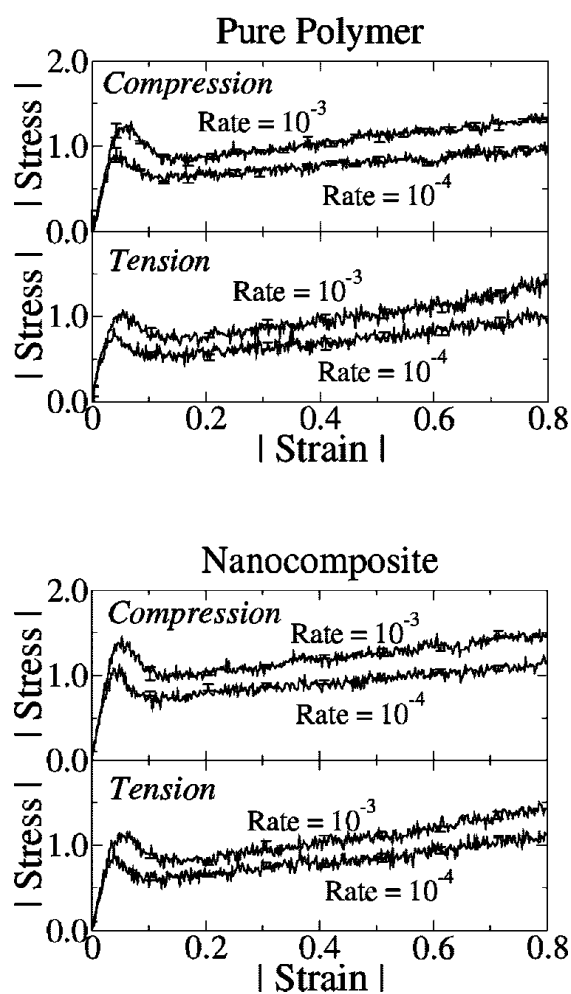 Pure Polymer
2.0
Compression
Rate = 10⁻³
1.0
Rate = 10⁻⁴
0.0
Tension
Rate = 10⁻³
1.0
Rate = 10⁻⁴
0.0
| Stress |
| Stress |
0 0.2 0.4 0.6 0.8
| Strain |
Nanocomposite
2.0
Compression
Rate = 10⁻³
1.0
Rate = 10⁻⁴
0.0
Tension
Rate = 10⁻³
1.0
Rate = 10⁻⁴
0.0
| Stress |
| Stress |
0 0.2 0.4 0.6 0.8
| Strain |